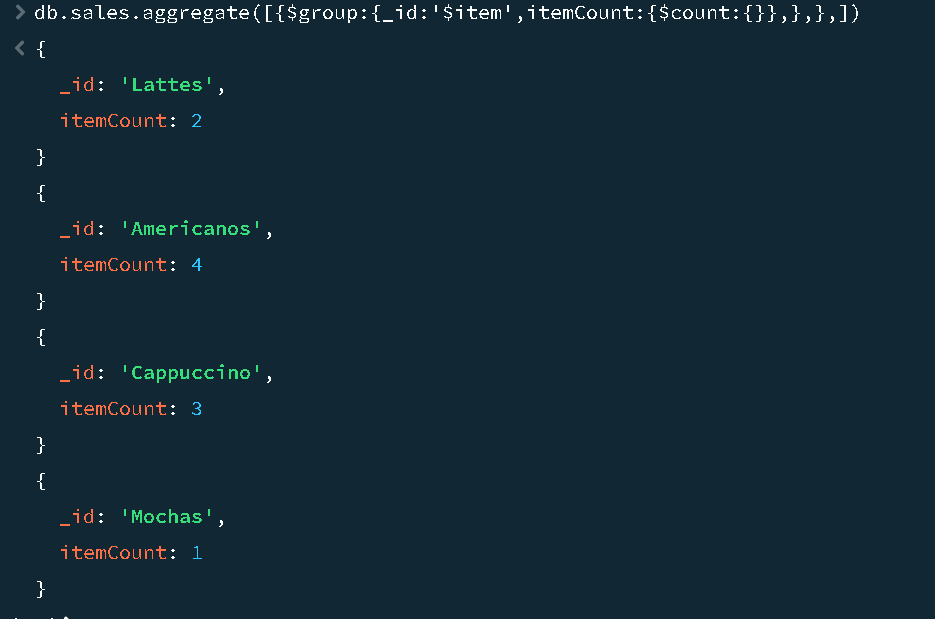 > db.sales.aggregate([{$group:{_id:'$item',itemCount:{$count:{}},},},])
< {
_id: 'Lattes',
itemCount: 2
}
{
_id: 'Americanos',
itemCount: 4
}
{
_id: 'Cappuccino',
itemCount: 3
}
{
_id: 'Mochas',
itemCount: 1
}